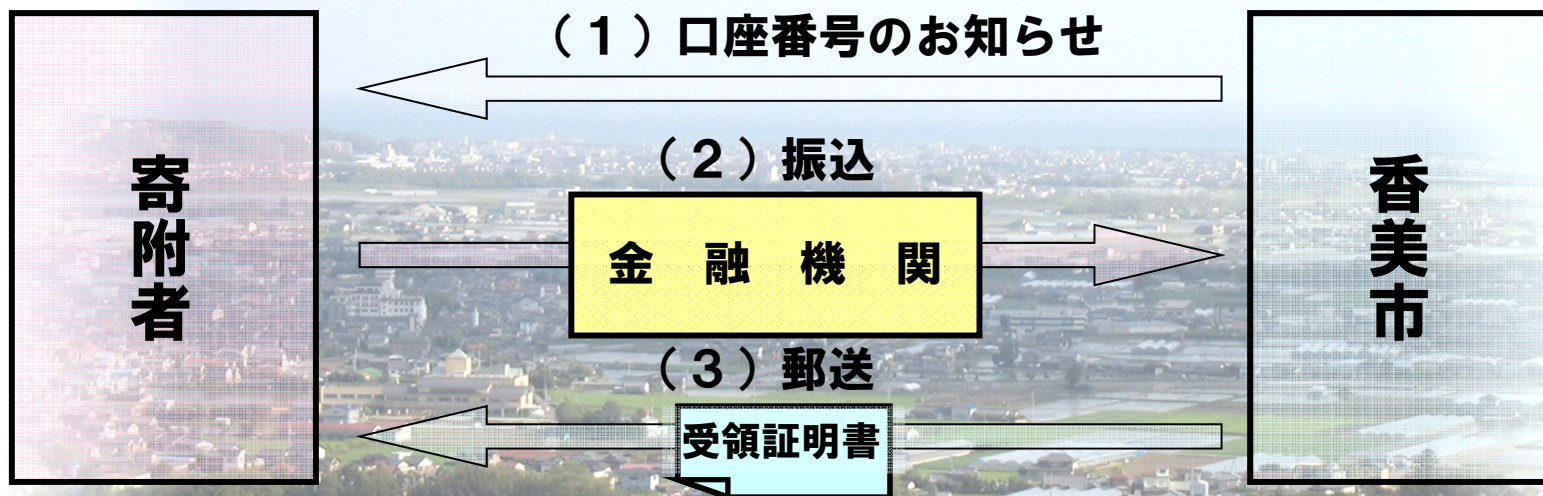 （１）口座番号のお知らせ
寄附者
（２）振込
金融機関
香美市
（３）郵送
受領証明書